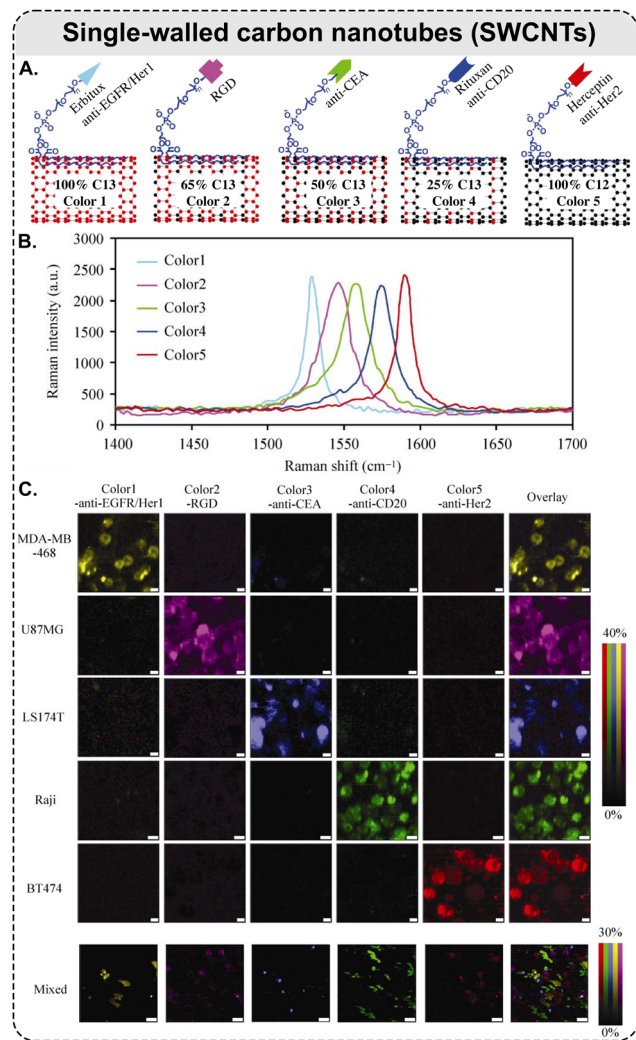 Single-walled carbon nanotubes (SWCNTs)
A.
Erbitux
anti-EGFR/Her1
RGD
anti-CEA
Rituxan
anti-CD20
Herceptin
anti-Her2
100% C13
Color 1
65% C13
Color 2
50% C13
Color 3
25% C13
Color 4
100% C12
Color 5
B.
3000
2500
2000
1500
1000
500
0
Raman intensity (a.u.)
Color1
Color2
Color3
Color4
Color5
1400 1450 1500 1550 1600 1650 1700
Raman shift (cm⁻¹)
C.
Color1
-anti-EGFR/Her1
Color2
-RGD
Color3
-anti-CEA
Color4
-anti-CD20
Color5
-anti-Her2
Overlay
MDA-MB
-468
U87MG
LS174T
Raji
BT474
Mixed
40%
0%
30%
0%